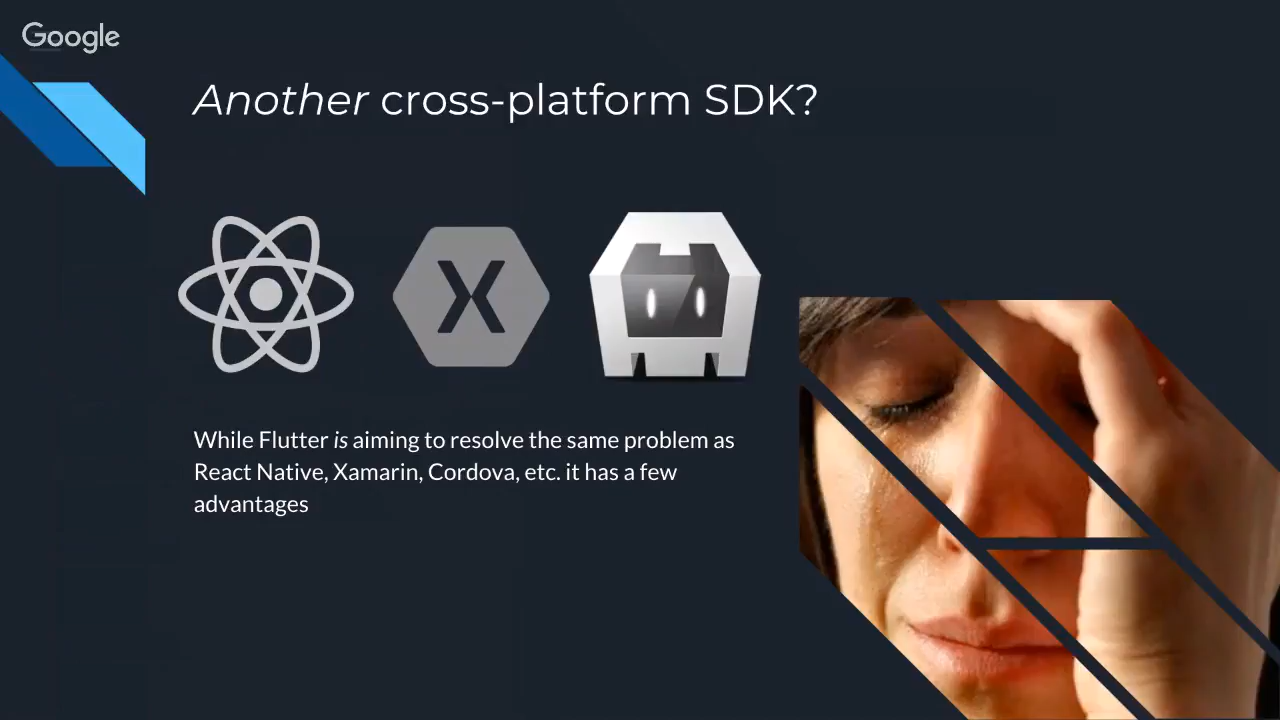 Google
Another cross-platform SDK?
X
While Flutter is aiming to resolve the same problem as
React Native, Xamarin, Cordova, etc. it has a few
advantages